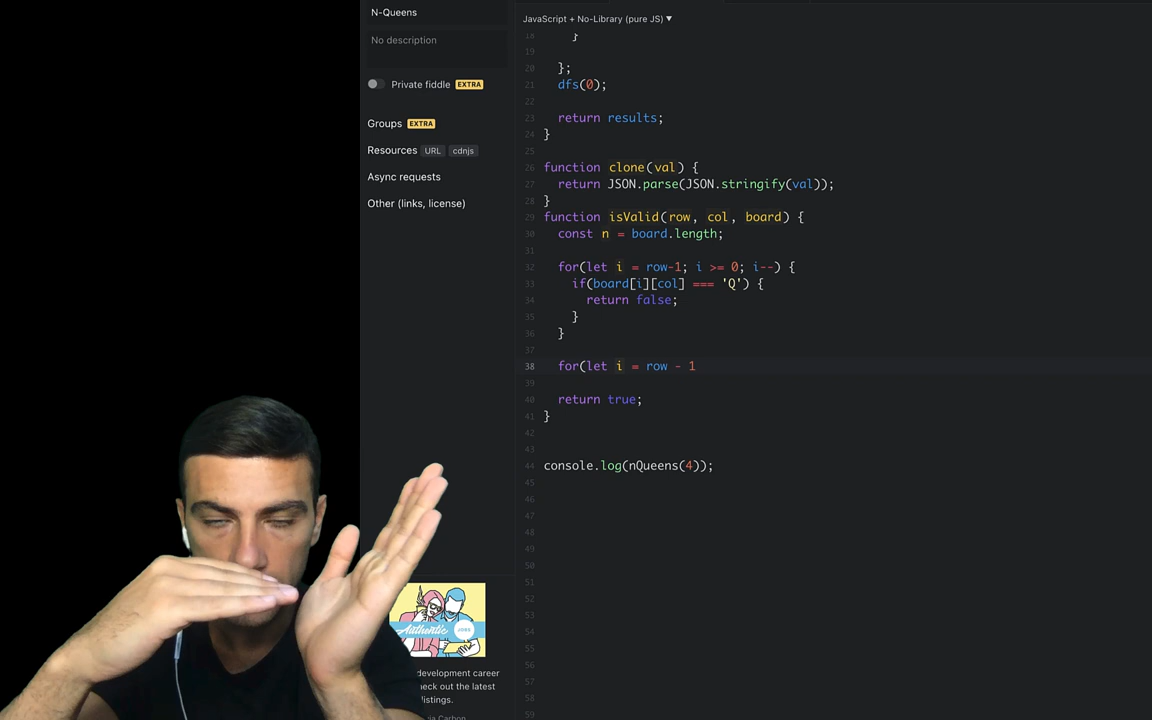 N-Queens
No description
Private fiddle EXTRA
Groups EXTRA
Resources URL cdnjs
Async requests
Other (links, license)
Authentic
JOBS
development career
heck out the latest
listings.
Carbon
JavaScript + No-Library (pure JS) ▼
18 }
19
20 };
21 dfs(0);
22
23 return results;
24 }
25
26 function clone(val) {
27 return JSON.parse(JSON.stringify(val));
28 }
29 function isValid(row, col, board) {
30 const n = board.length;
31
32 for(let i = row-1; i >= 0; i--) {
33 if(board[i][col] === 'Q') {
34 return false;
35 }
36 }
37
38 for(let i = row - 1
39
40 return true;
41 }
42
43
44 console.log(nQueens(4));
45
46
47
48
49
50
51
52
53
54
55
56
57
58
59